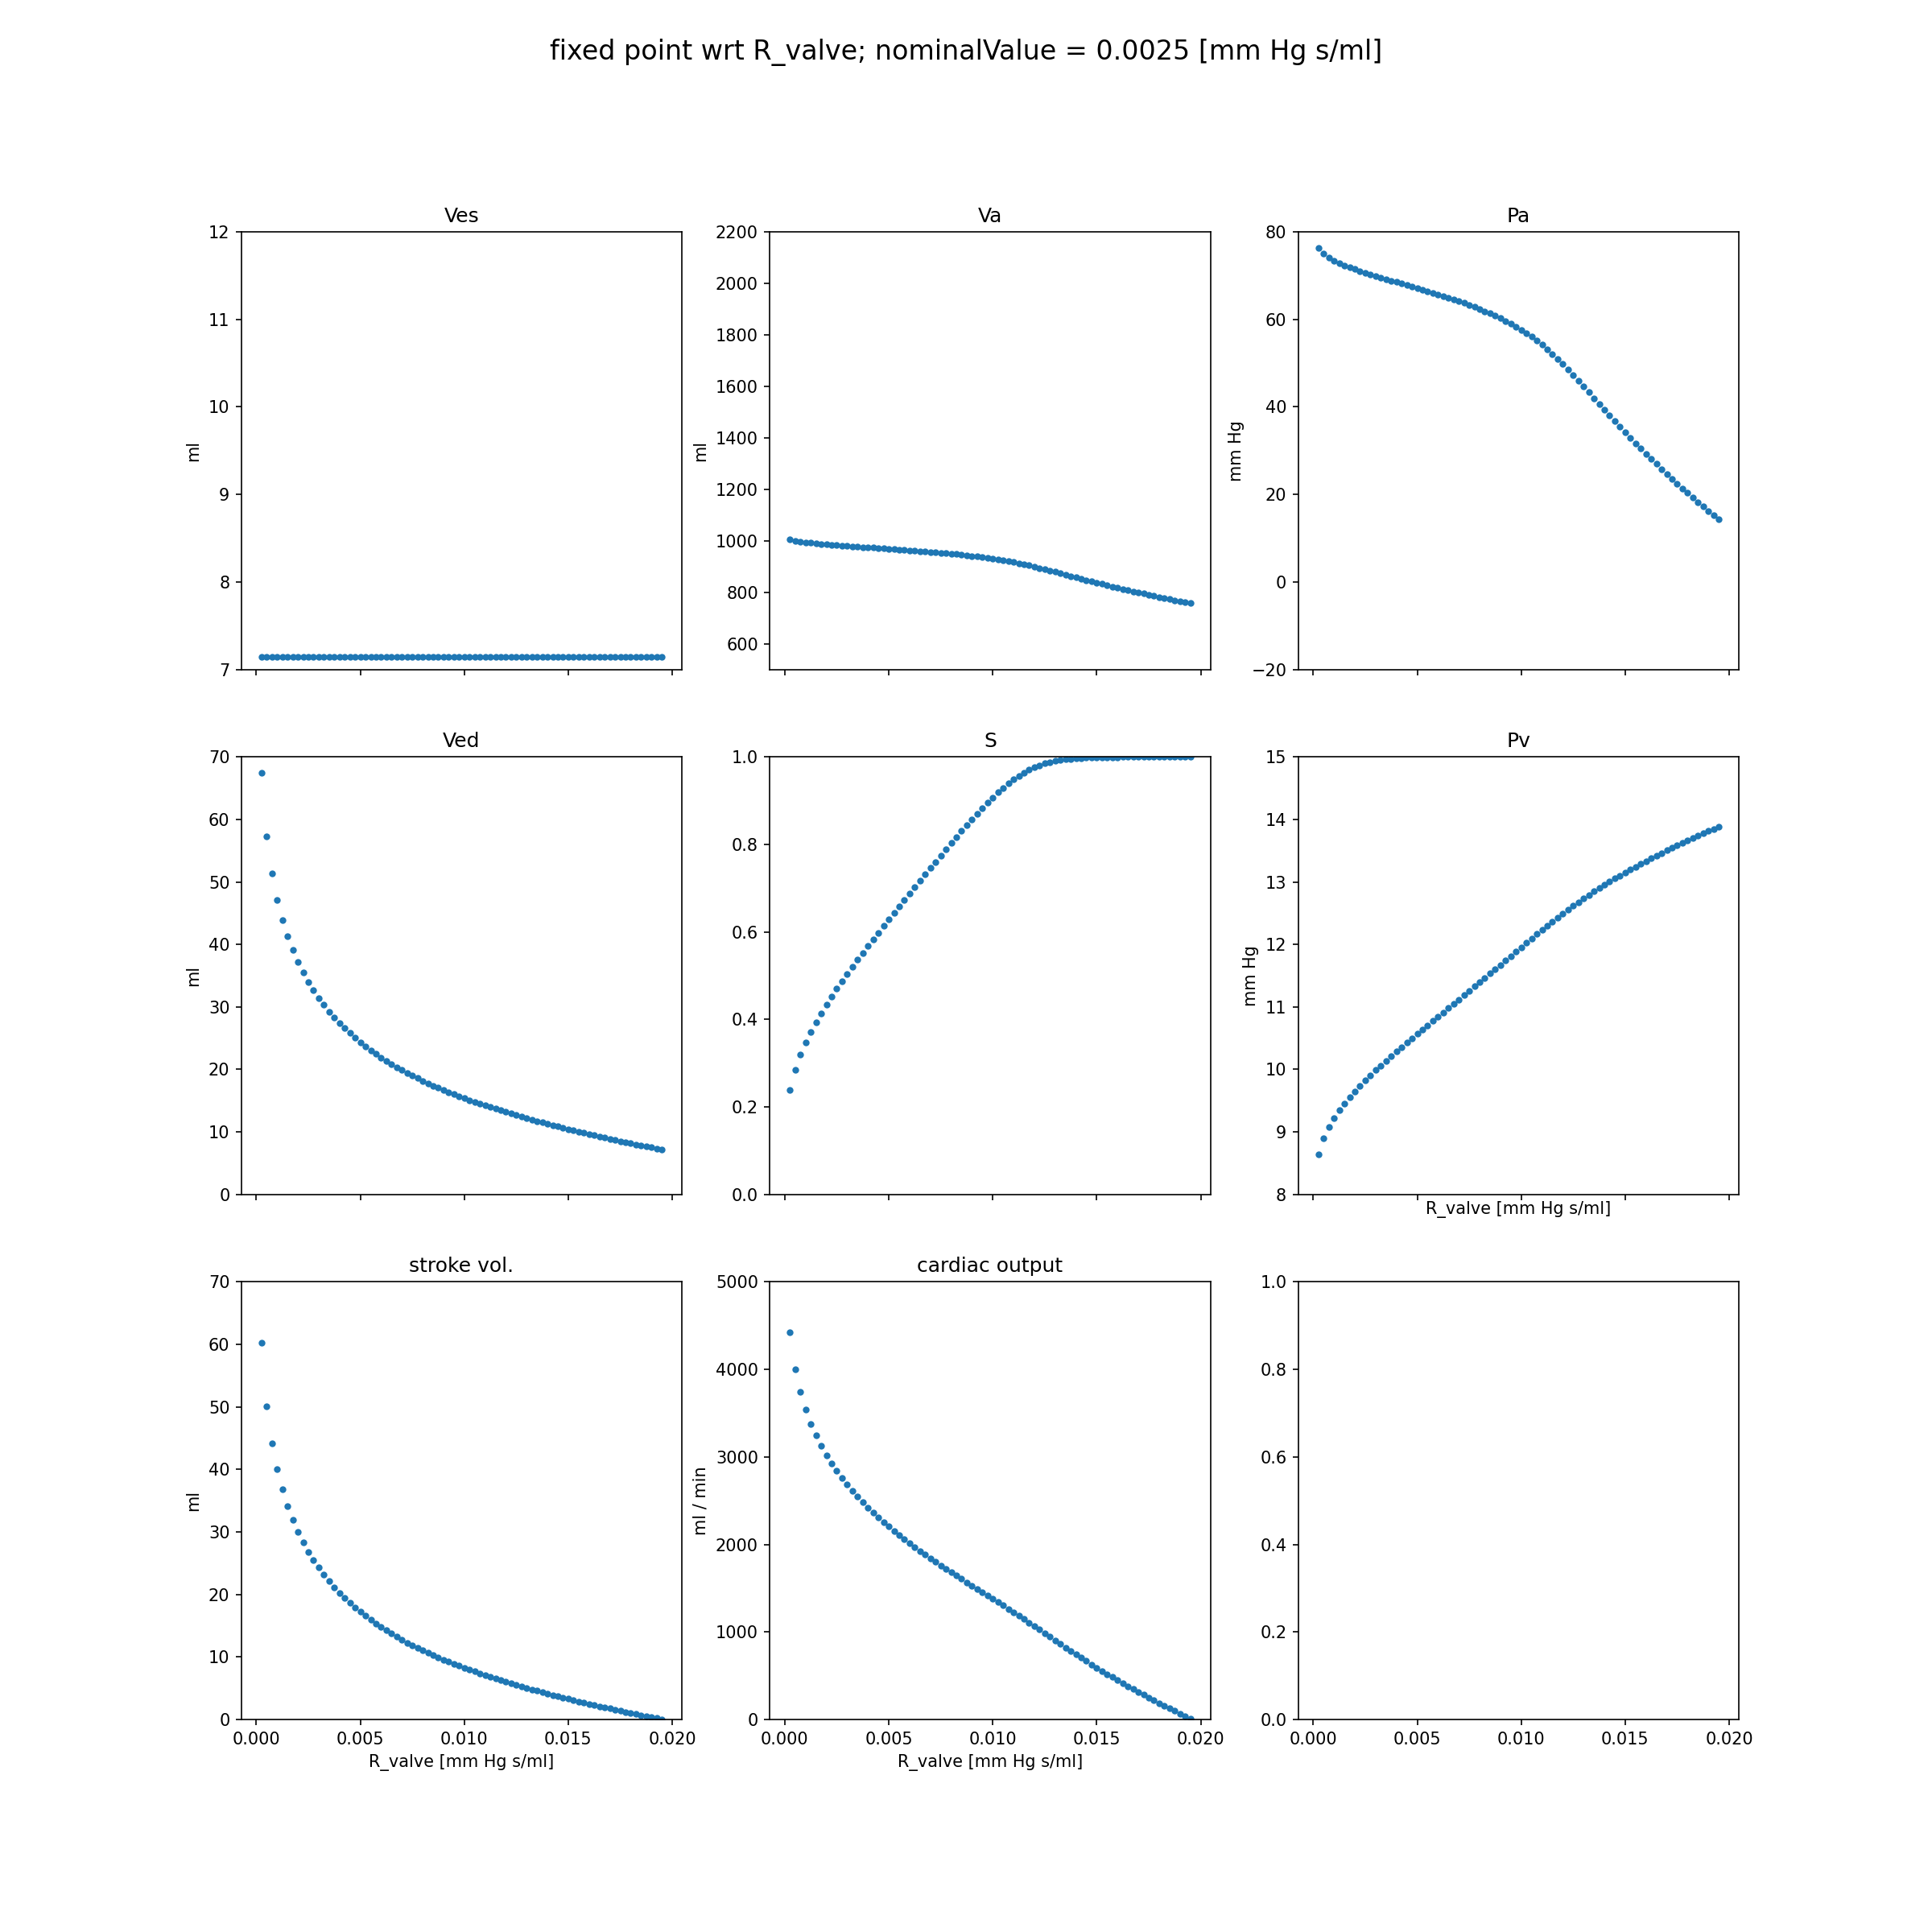 fixed point wrt R_valve; nominalValue = 0.0025 [mm Hg s/ml]
Ves
12
11
10
9
8
7
ml
Va
2200
2000
1800
1600
1400
1200
1000
800
600
ml
Pa
80
60
40
20
0
−20
mm Hg
Ved
70
60
50
40
30
20
10
0
ml
S
1.0
0.8
0.6
0.4
0.2
0.0
Pv
15
14
13
12
11
10
9
8
mm Hg
R_valve [mm Hg s/ml]
stroke vol.
70
60
50
40
30
20
10
0
ml
0.000 0.005 0.010 0.015 0.020
R_valve [mm Hg s/ml]
cardiac output
5000
4000
3000
2000
1000
0
ml / min
0.000 0.005 0.010 0.015 0.020
R_valve [mm Hg s/ml]
1.0
0.8
0.6
0.4
0.2
0.0
0.000 0.005 0.010 0.015 0.020